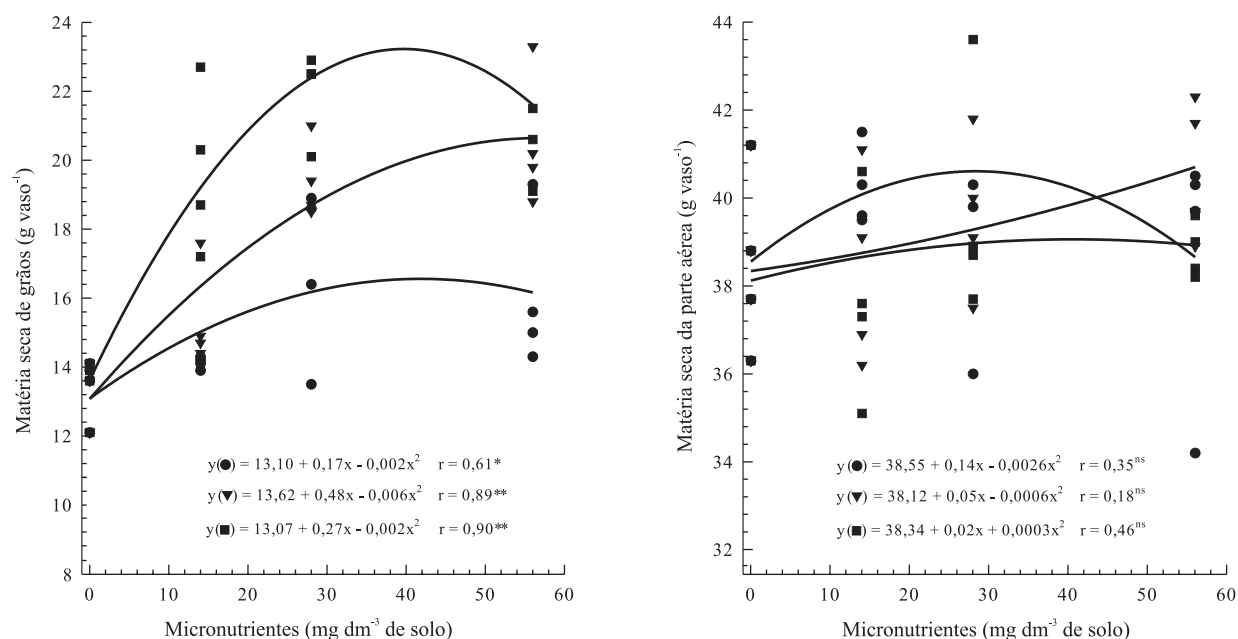 Matéria seca de grãos (g vaso⁻¹)
24
22
20
18
16
14
12
10
8
y(●) = 13,10 + 0,17x - 0,002x² r = 0,61*
y(▼) = 13,62 + 0,48x - 0,006x² r = 0,89**
y(■) = 13,07 + 0,27x - 0,002x² r = 0,90**
0 10 20 30 40 50 60
Micronutrientes (mg dm⁻³ de solo)
Matéria seca da parte aérea (g vaso⁻¹)
44
42
40
38
36
34
32
y(●) = 38,55 + 0,14x - 0,0026x² r = 0,35ⁿˢ
y(▼) = 38,12 + 0,05x - 0,0006x² r = 0,18ⁿˢ
y(■) = 38,34 + 0,02x + 0,0003x² r = 0,46ⁿˢ
0 10 20 30 40 50 60
Micronutrientes (mg dm⁻³ de solo)